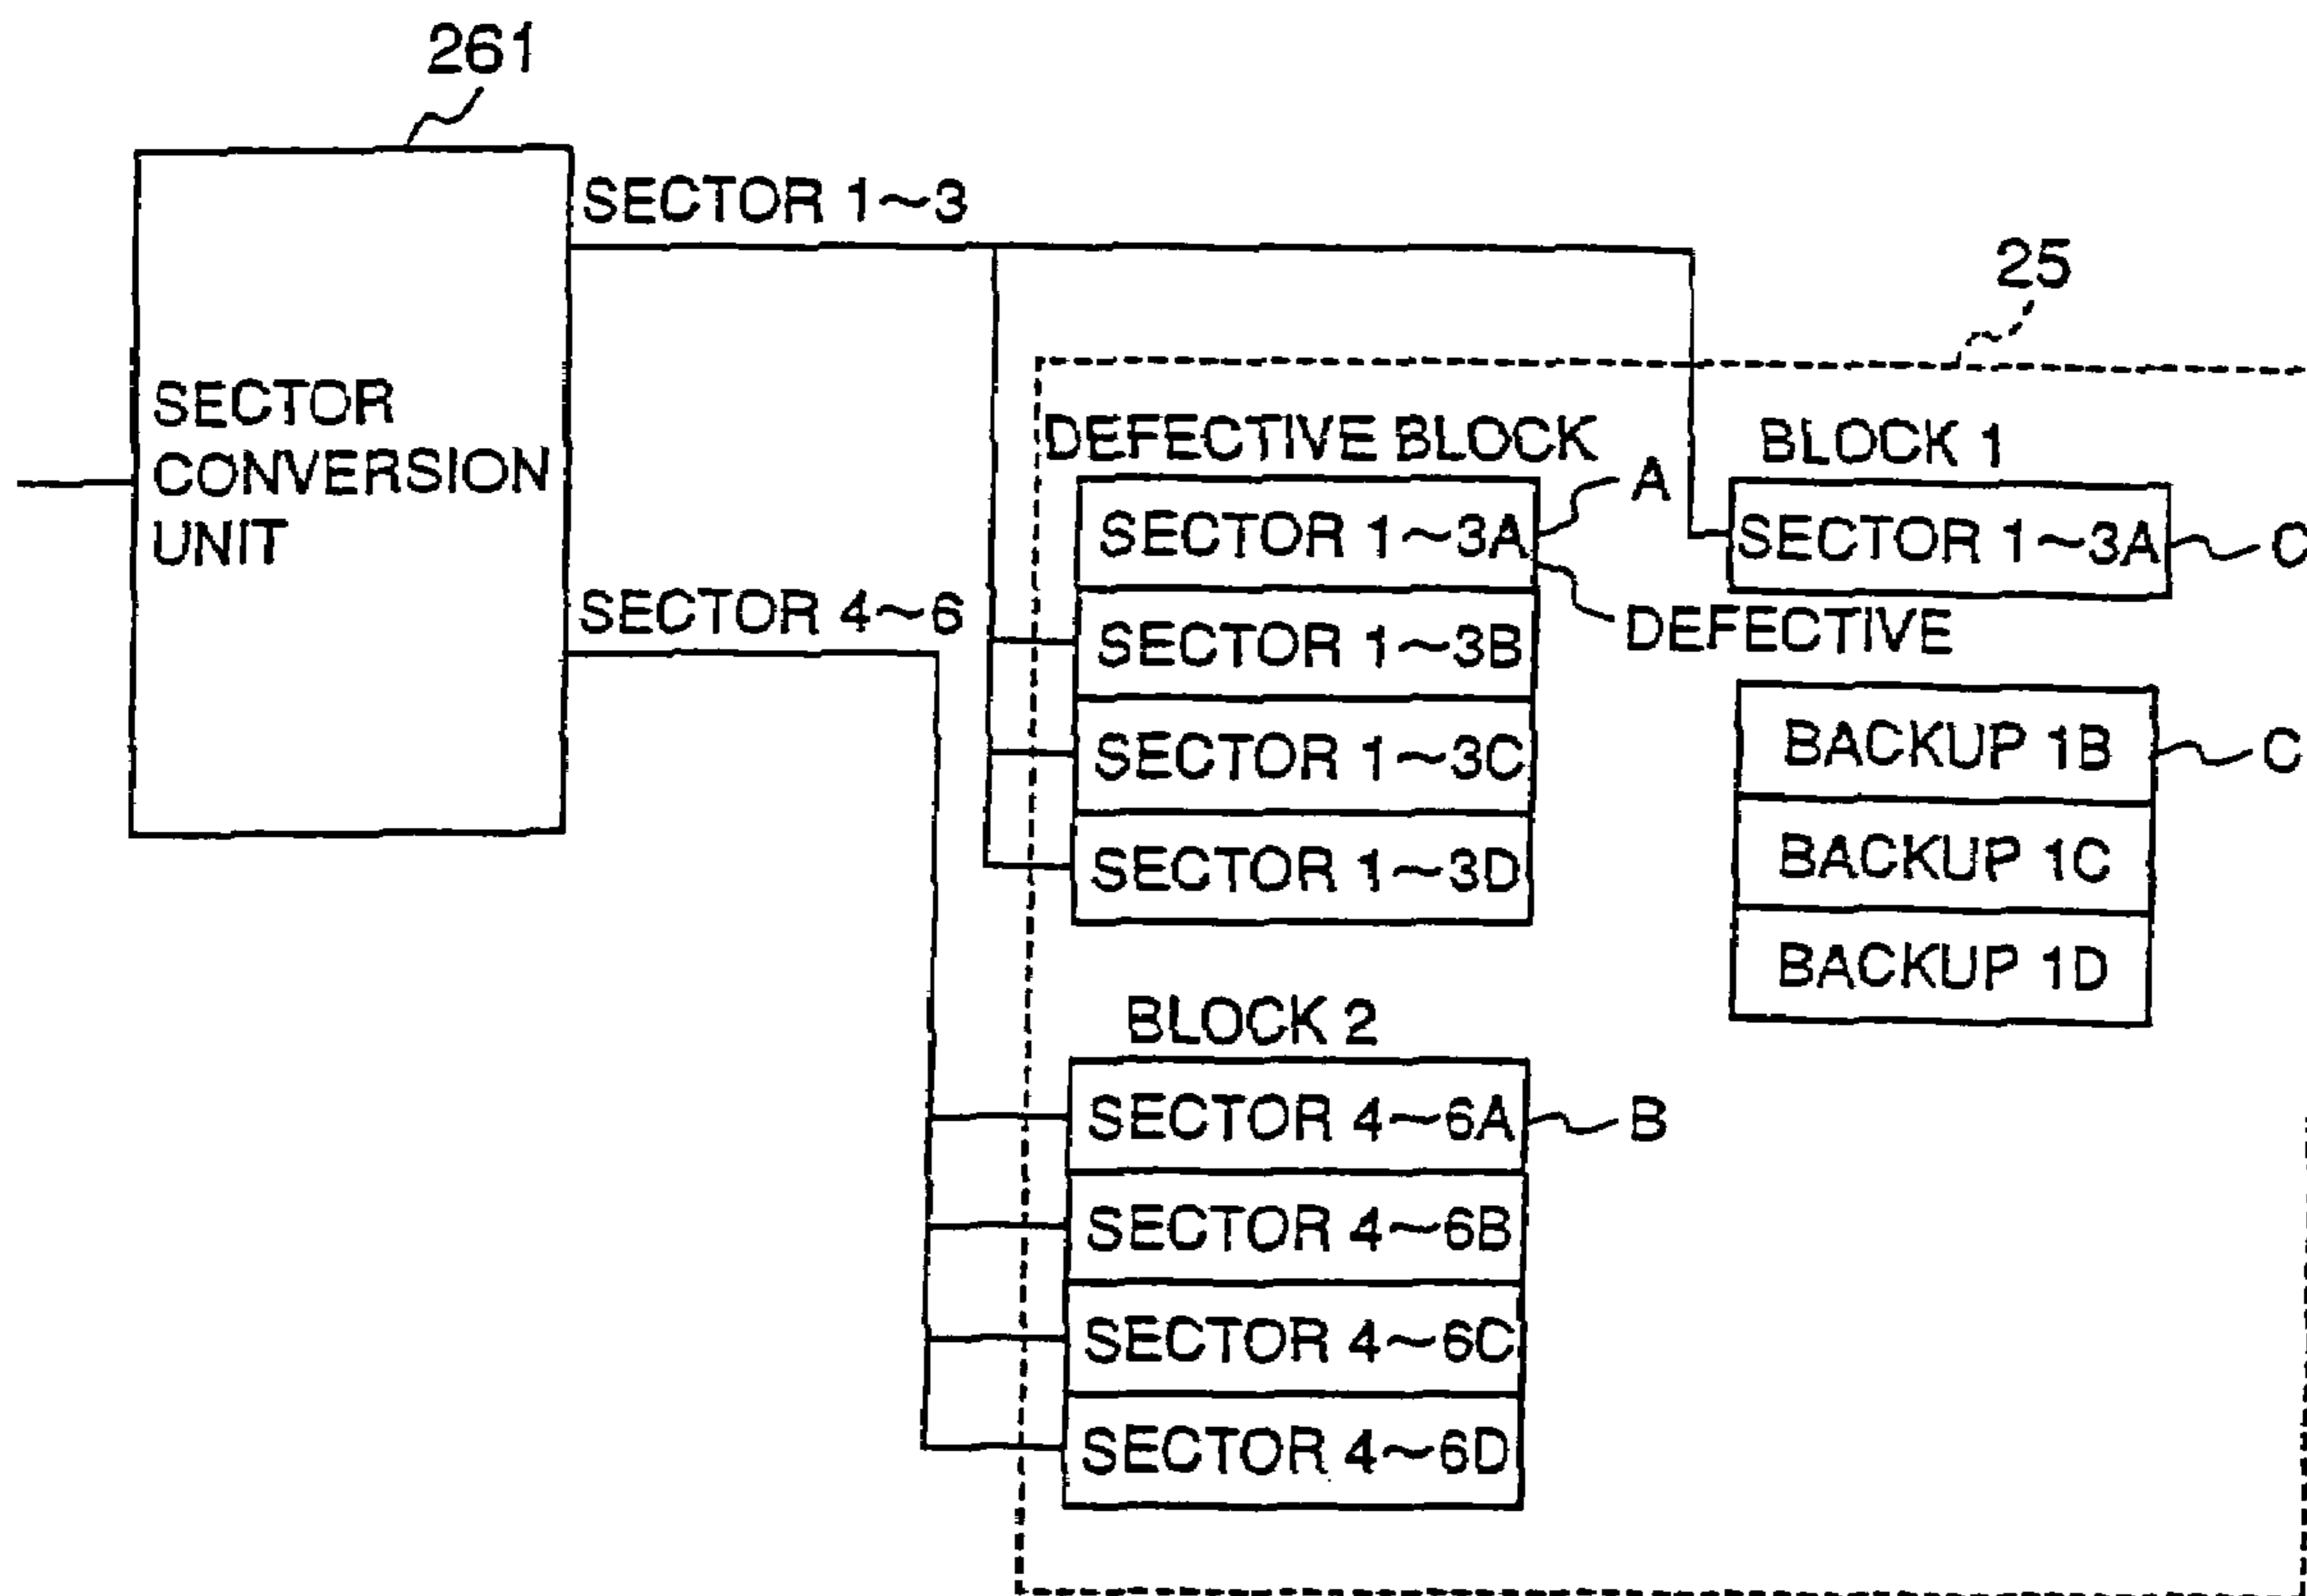 261
SECTOR 1~3
25
SECTOR
CONVERSION
UNIT
DEFECTIVE BLOCK
A
BLOCK 1
SECTOR 1~3A
SECTOR 1~3A
C
DEFECTIVE
SECTOR 4~6
SECTOR 1~3B
SECTOR 1~3C
SECTOR 1~3D
BACKUP 1B
C
BACKUP 1C
BACKUP 1D
BLOCK 2
SECTOR 4~6A
B
SECTOR 4~6B
SECTOR 4~6C
SECTOR 4~6D